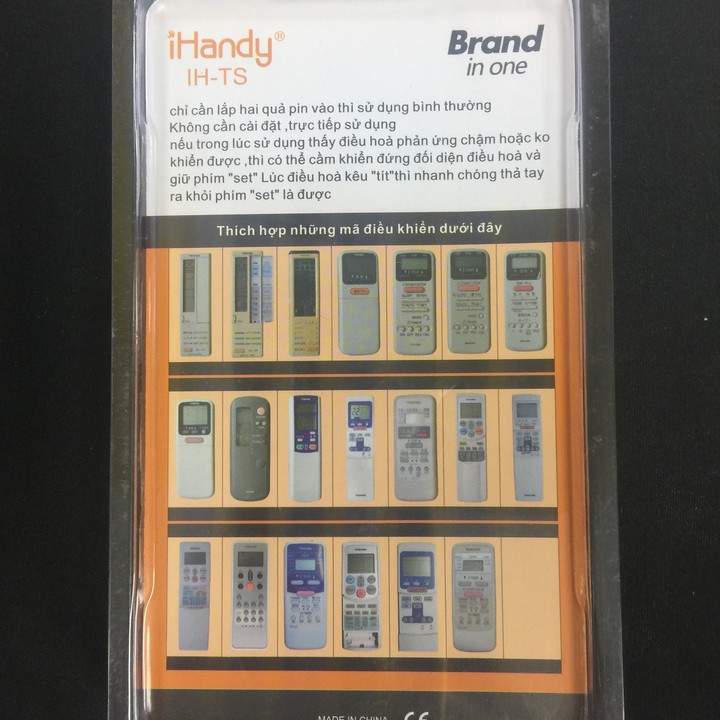 iHandy®
IH-TS
Brand
in one
chỉ cần lắp hai quả pin vào thì sử dụng bình thường
Không cần cài đặt ,trực tiếp sử dụng
nếu trong lúc sử dụng thấy điều hoà phản ứng chậm hoặc ko
khiển được ,thì có thể cầm khiển đứng đối diện điều hoà và
giữ phím "set" Lúc điều hoà kêu "tít"thì nhanh chóng thả tay
ra khỏi phím "set" là được
Thích hợp những mã điều khiển dưới đây
MADE IN CHINA CE